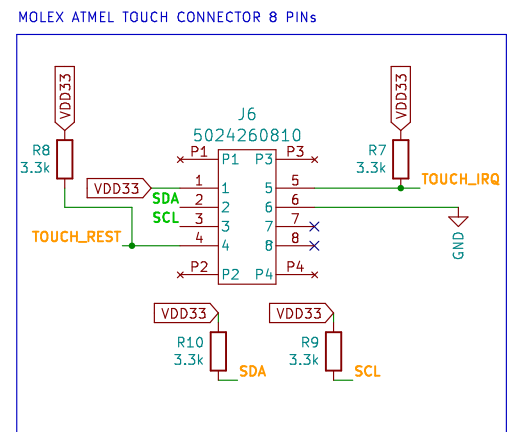 MOLEX ATMEL TOUCH CONNECTOR 8 PINs
VDD33
VDD33
J6
5024260810
R8
3.3k
R7
3.3k
P1
P1
P3
P3
VDD33
1
1
5
5
TOUCH_IRQ
SDA
2
2
6
6
SCL
3
3
7
7
TOUCH_REST
4
4
8
8
GND
P2
P2
P4
P4
VDD33
VDD33
R10
3.3k
R9
3.3k
SDA
SCL